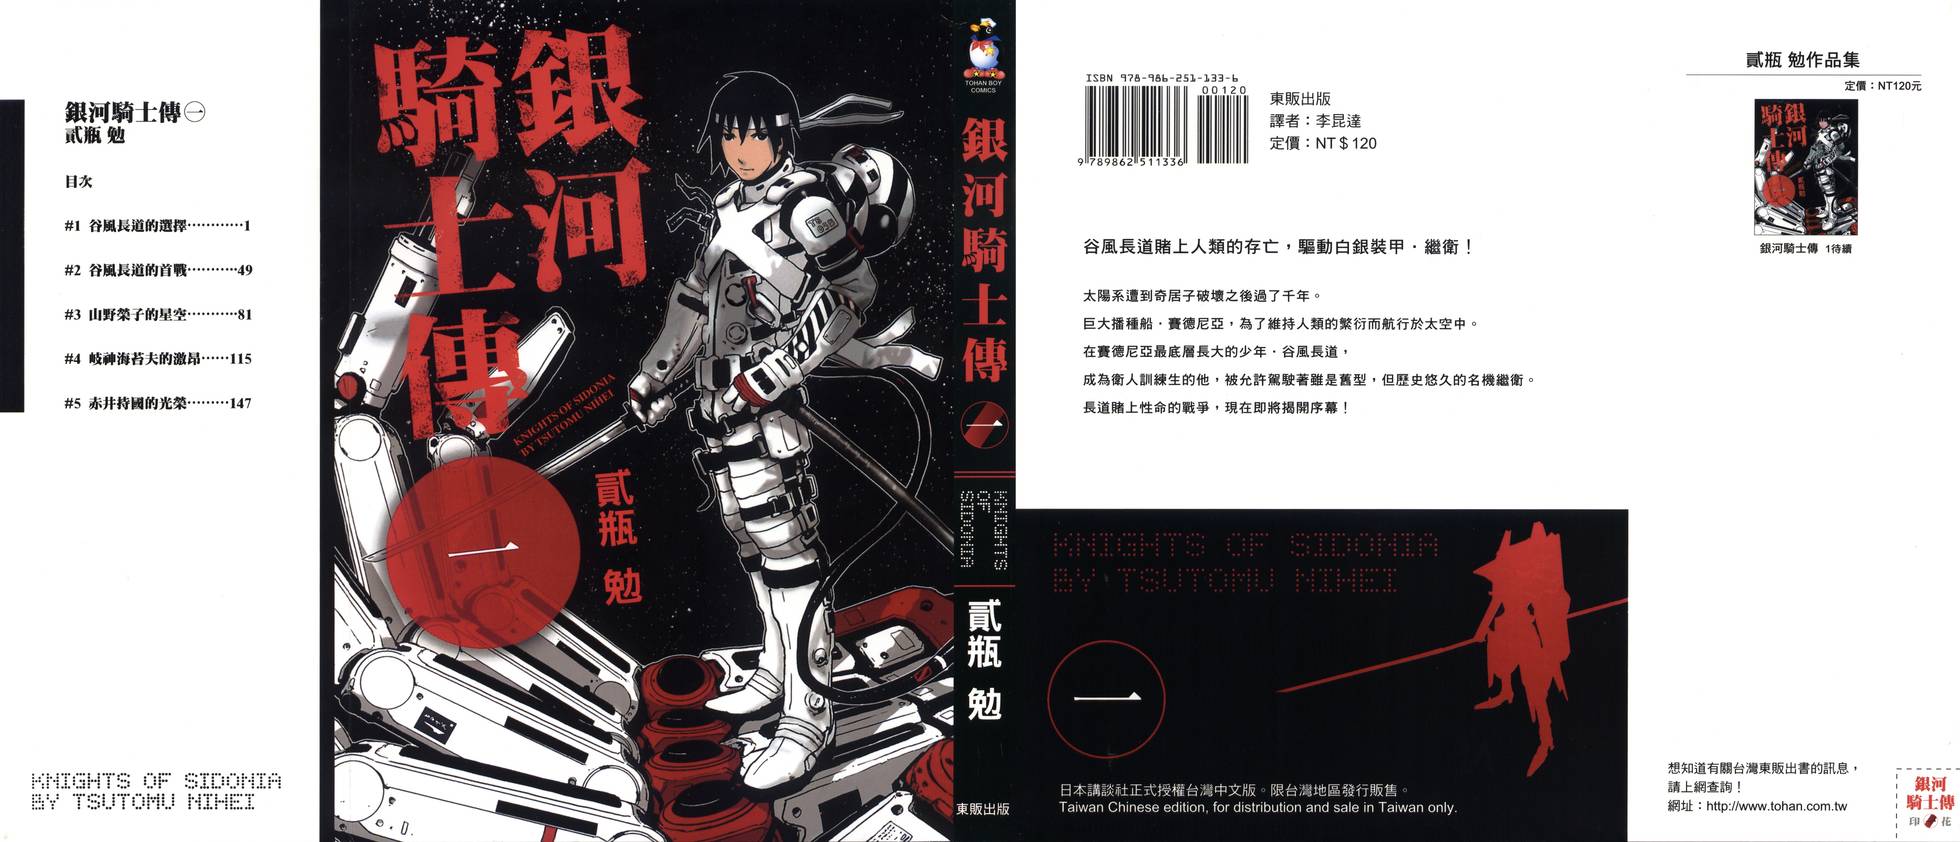 銀河騎士傳㊀
貳瓶 勉
目次
#1 谷風長道的選擇…………1
#2 谷風長道的首戰…………49
#3 山野榮子的星空…………81
#4 岐神海苔夫的激昂……115
#5 赤井持國的光榮………147
KNIGHTS OF SIDONIA
BY TSUTOMU NIHEI
銀河
騎士傳
KNIGHTS OF SIDONIA
BY TSUTOMU NIHEI
一
貳瓶 勉
TOHAN BOY
COMICS
銀河騎士傳
一
KNIGHTS
OF
SIDONIA
貳瓶 勉
東販出版
ISBN 978-986-251-133-6
00120
9 789862 511336
東販出版
譯者：李昆達
定價：NT＄120
谷風長道賭上人類的存亡，驅動白銀裝甲．繼衛！
太陽系遭到奇居子破壞之後過了千年。
巨大播種船．賽德尼亞，為了維持人類的繁衍而航行於太空中。
在賽德尼亞最底層長大的少年．谷風長道，
成為衛人訓練生的他，被允許駕駛著雖是舊型，但歷史悠久的名機繼衛。
長道賭上性命的戰爭，現在即將揭開序幕！
KNIGHTS OF SIDONIA
BY TSUTOMU NIHEI
一
日本講談社正式授權台灣中文版。限台灣地區發行販售。
Taiwan Chinese edition, for distribution and sale in Taiwan only.
貳瓶 勉作品集
定價：NT120元
銀河
騎士傳
貳瓶 勉
銀河騎士傳 1待續
想知道有關台灣東販出書的訊息，
請上網查詢！
網址：http://www.tohan.com.tw
銀河
騎士傳
印 花